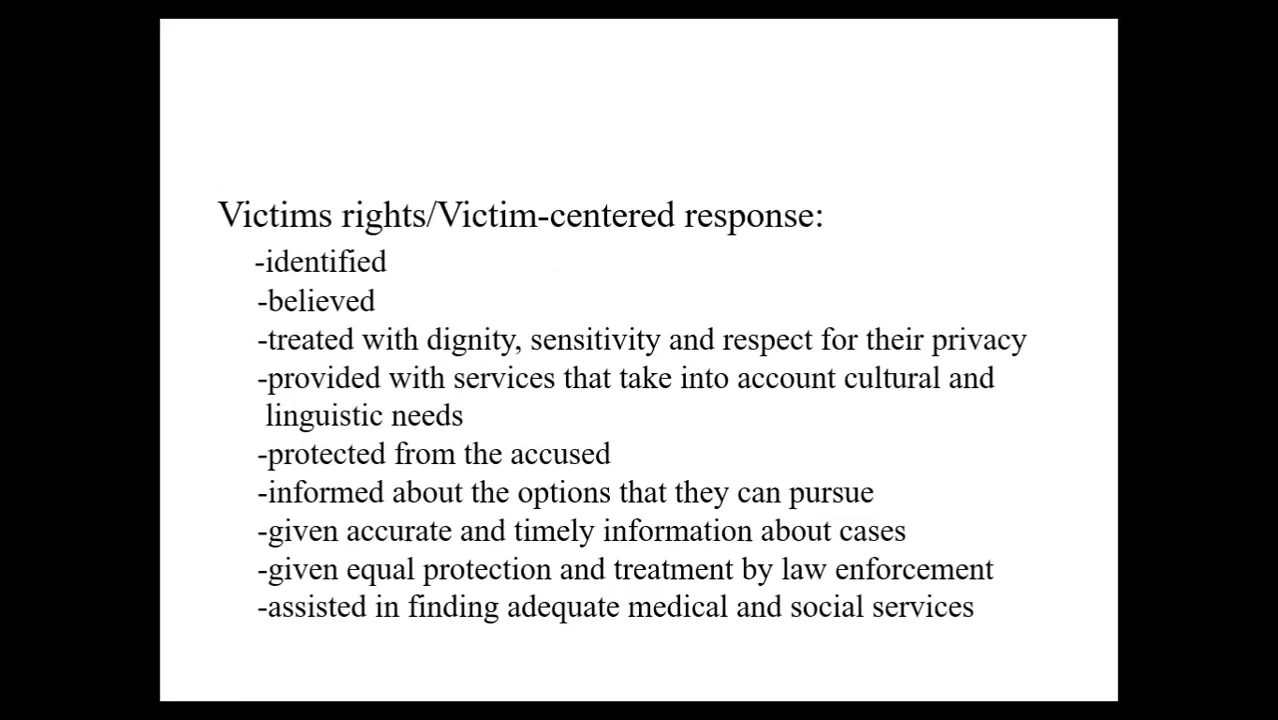 Victims rights/Victim-centered response:
-identified
-believed
-treated with dignity, sensitivity and respect for their privacy
-provided with services that take into account cultural and
linguistic needs
-protected from the accused
-informed about the options that they can pursue
-given accurate and timely information about cases
-given equal protection and treatment by law enforcement
-assisted in finding adequate medical and social services